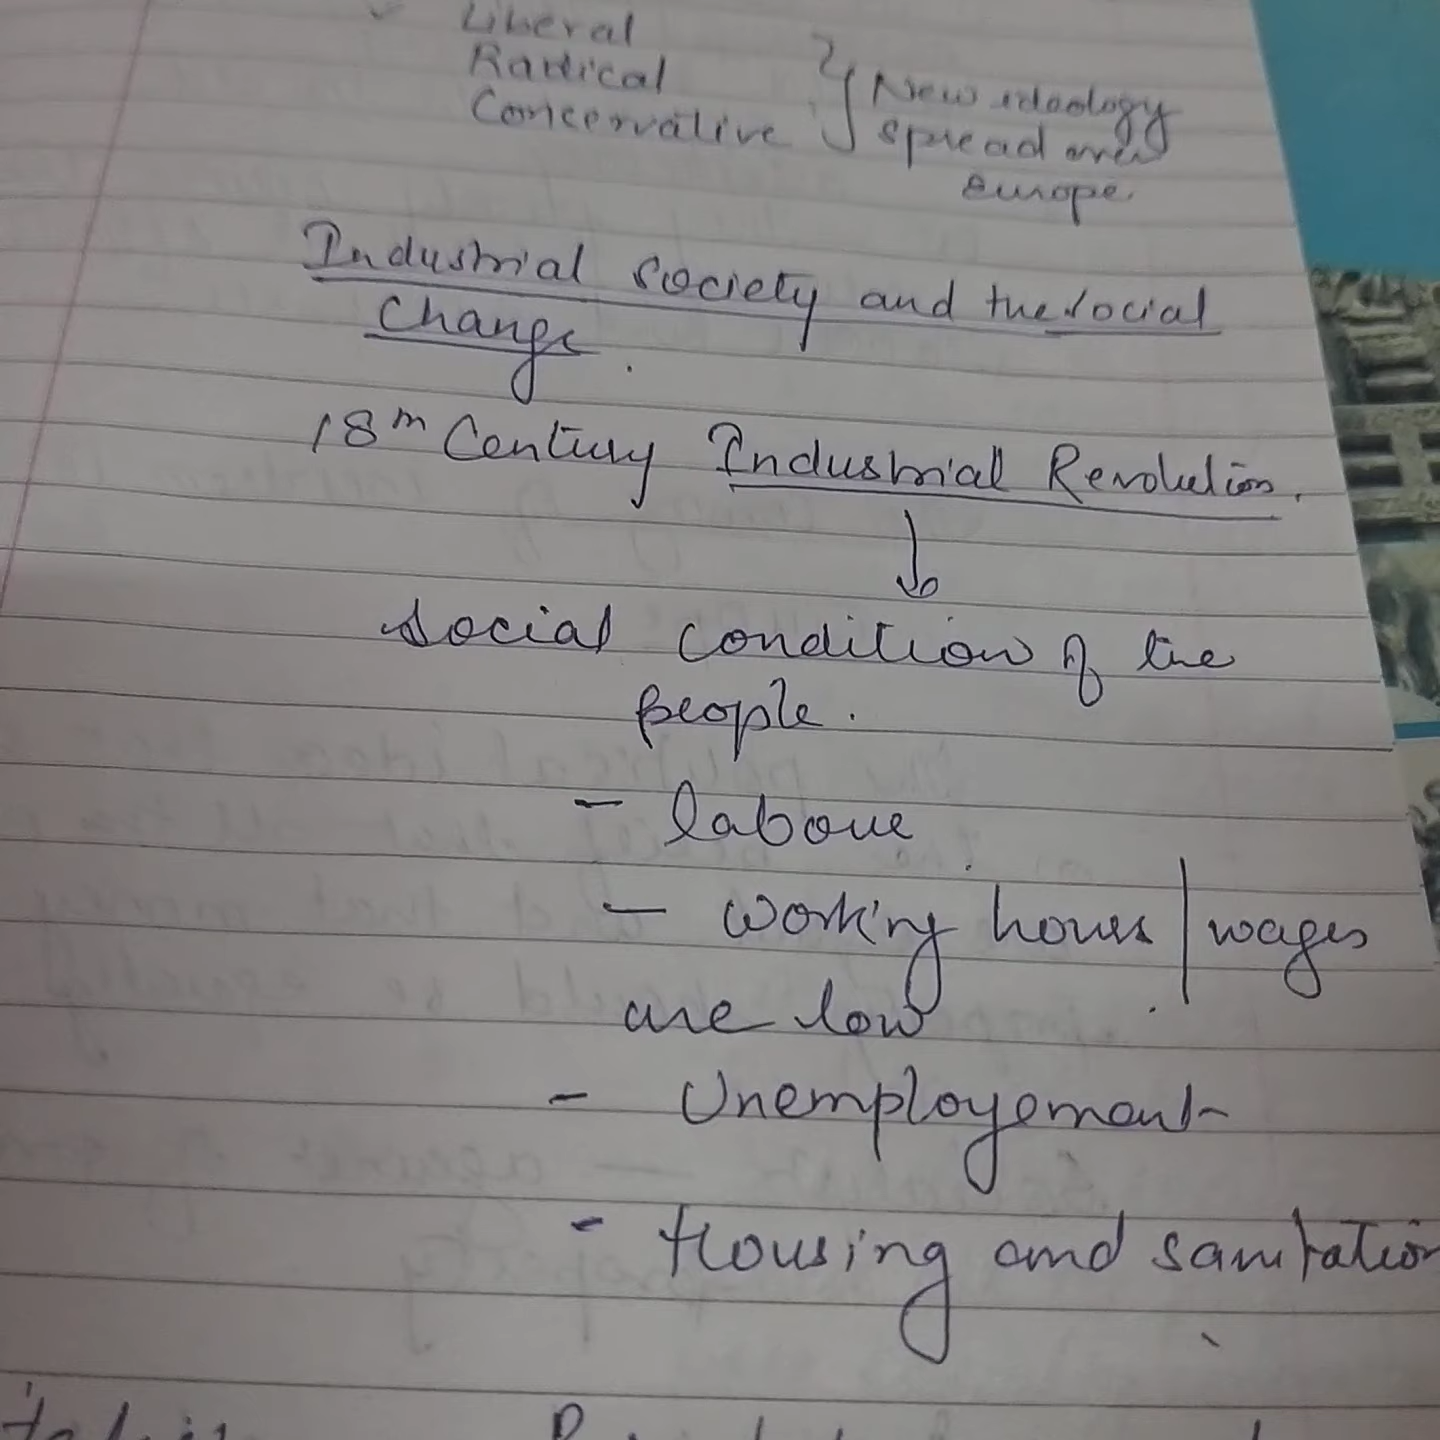 Liberal
Radical
Conservative
New ideology
spread over
Europe.
Industrial society and the social
Change.
18th Century Industrial Revolution.
Social condition of the
people.
- laboue
- working hours | wages
are low
- Unemployement
- Housing and sanitation